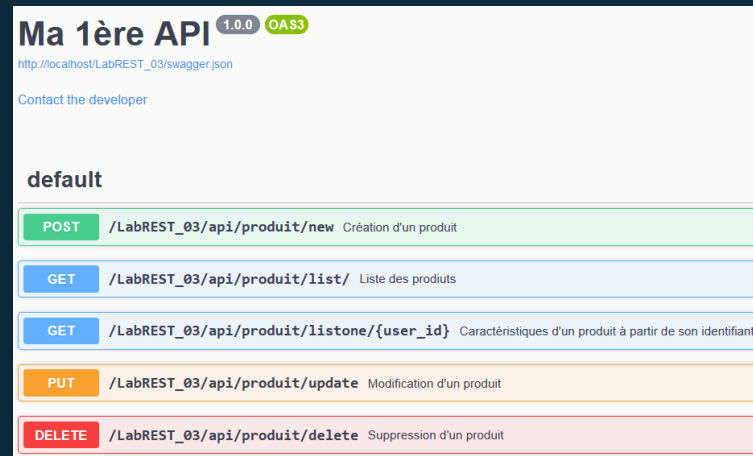 Ma 1ère API 1.0.0 OAS3
http://localhost/LabREST_03/swagger.json
Contact the developer
default
POST /LabREST_03/api/produit/new Création d'un produit
GET /LabREST_03/api/produit/list/ Liste des prodiuts
GET /LabREST_03/api/produit/listone/{user_id} Caractéristiques d'un produit à partir de son identifiant
PUT /LabREST_03/api/produit/update Modification d'un produit
DELETE /LabREST_03/api/produit/delete Suppression d'un produit